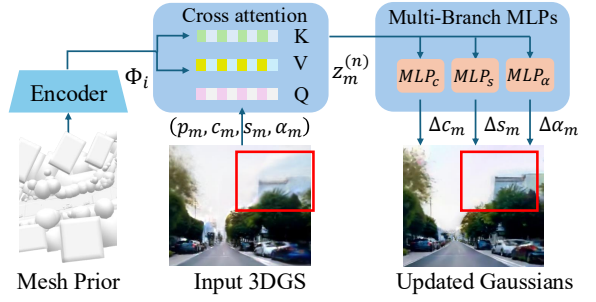 Cross attention
Multi-Branch MLPs
K
V
Q
Φ_i
z_m^{(n)}
Encoder
MLP_c
MLP_s
MLP_α
(p_m, c_m, s_m, α_m)
Δc_m
Δs_m
Δα_m
Mesh Prior
Input 3DGS
Updated Gaussians